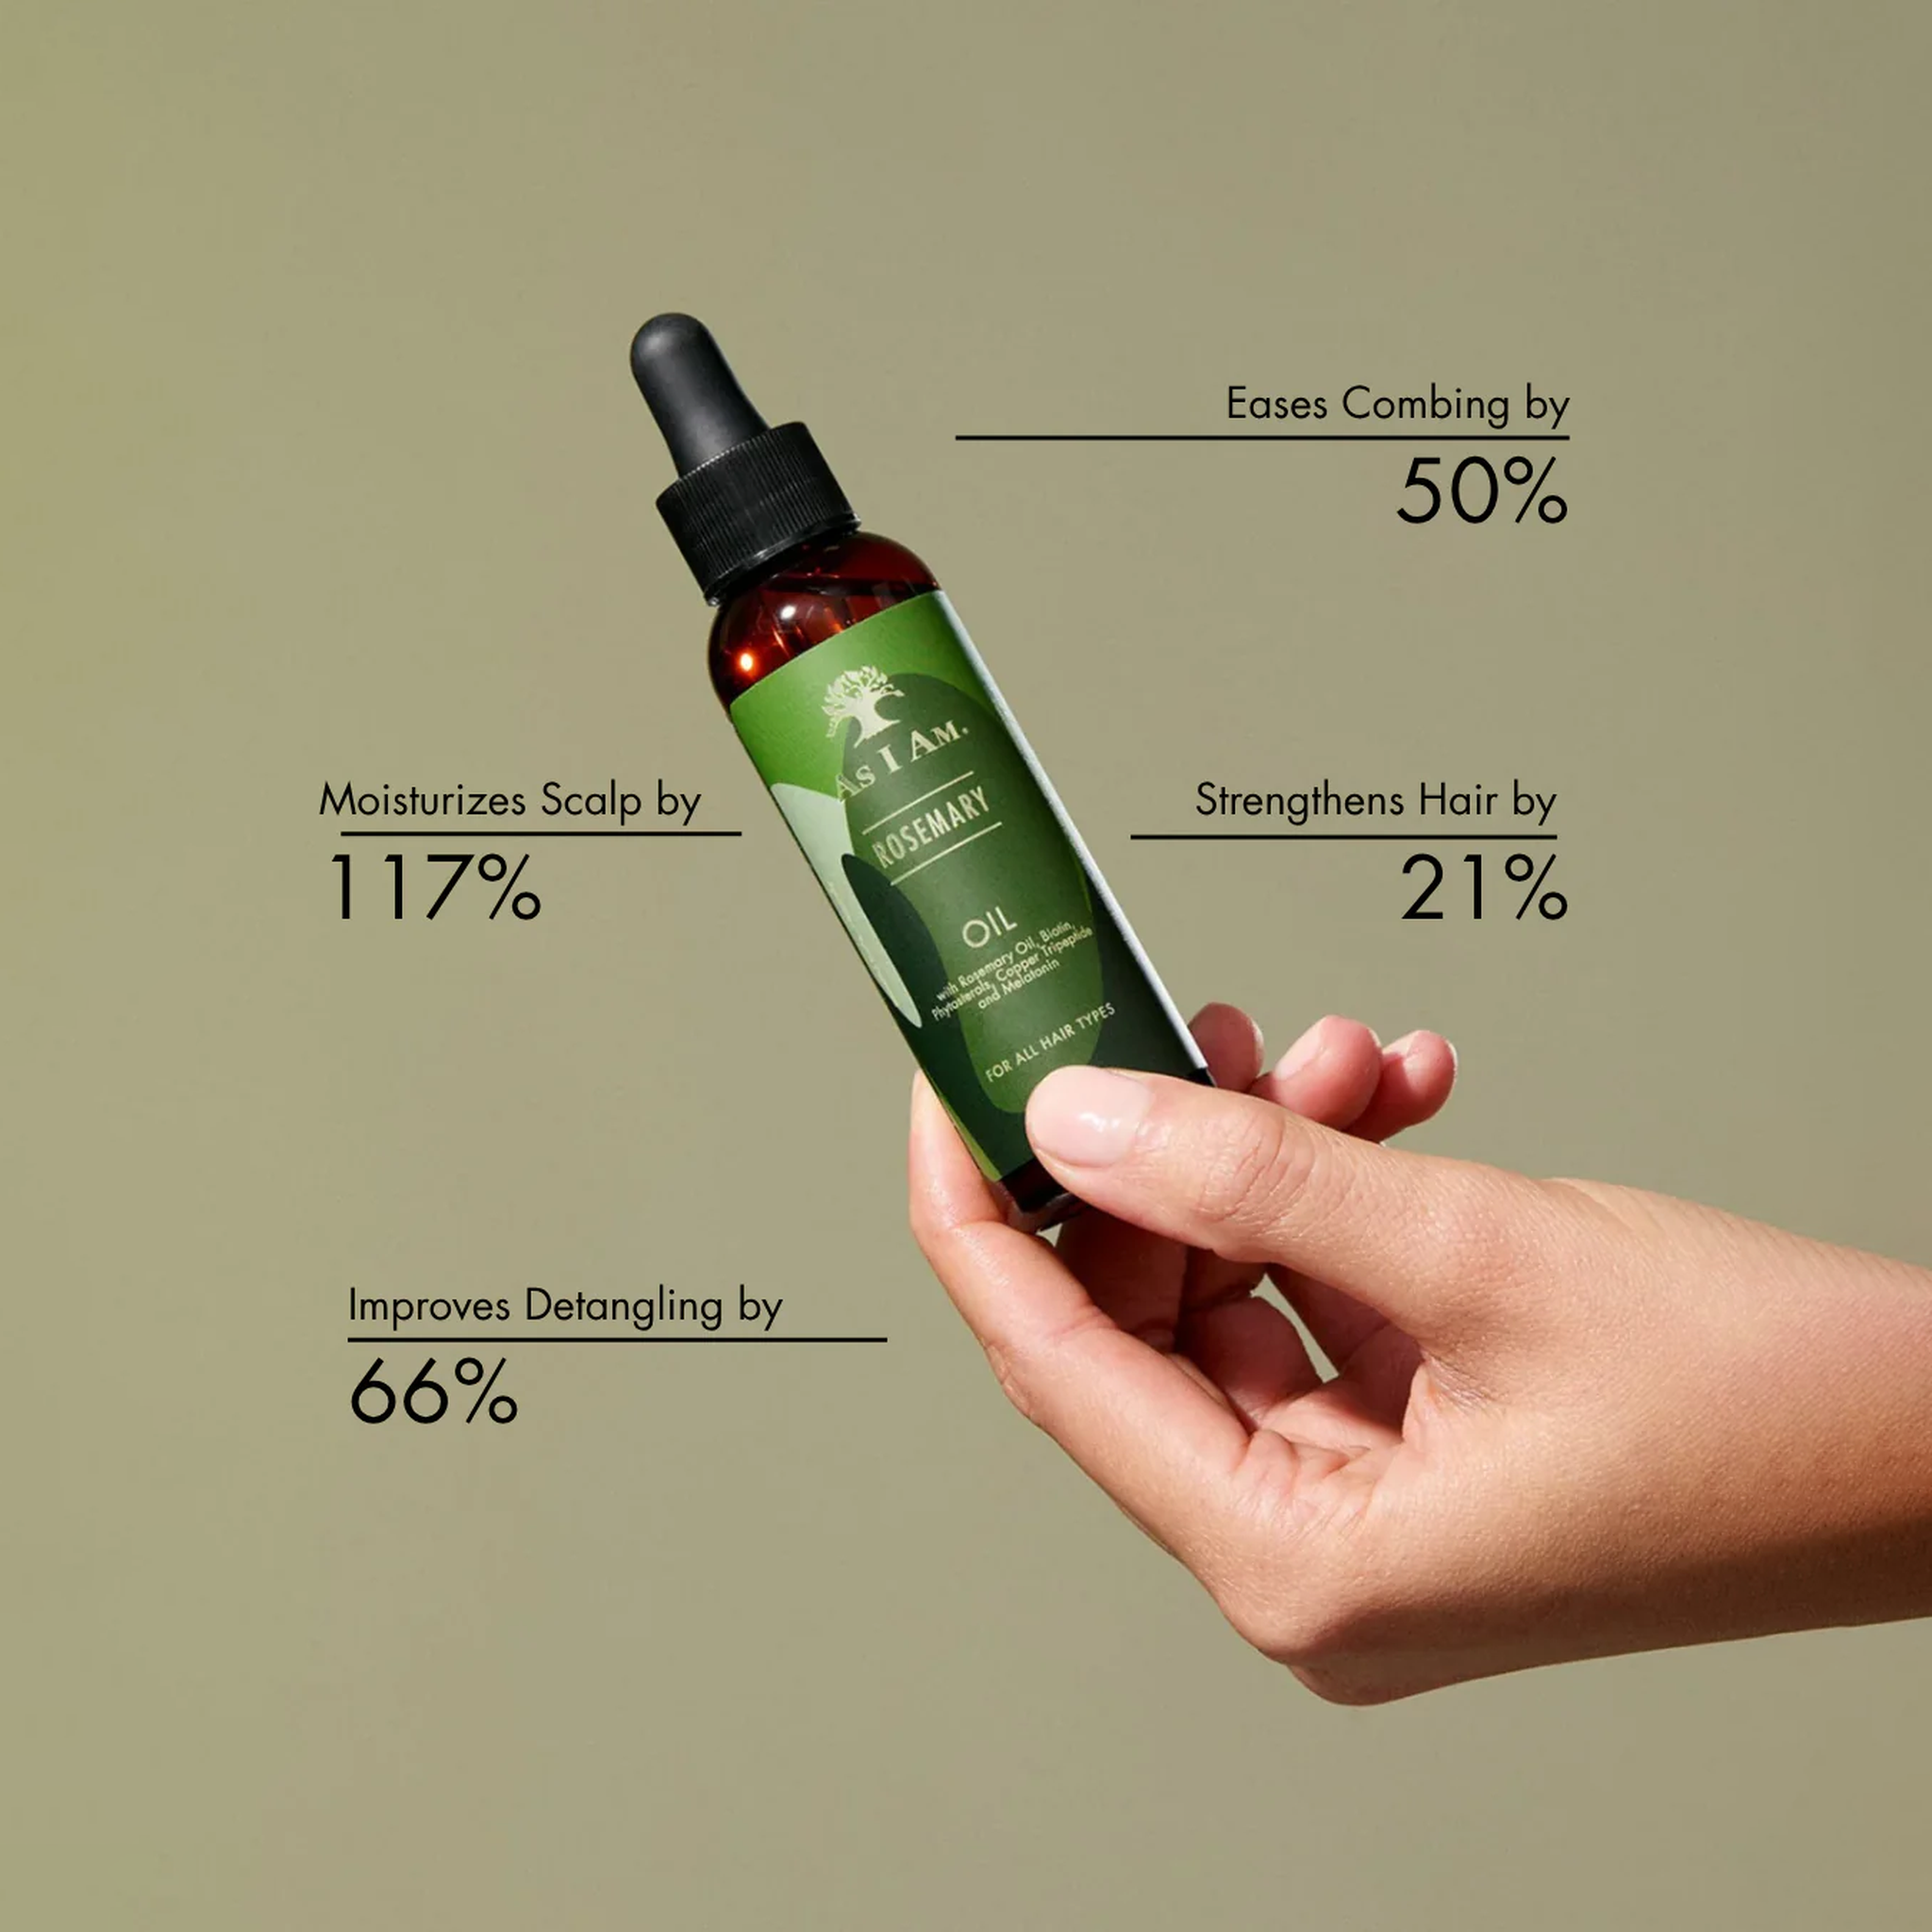 Eases Combing by
50%
Moisturizes Scalp by
117%
Strengthens Hair by
21%
Improves Detangling by
66%
AS I AM.
ROSEMARY
OIL
with Rosemary Oil, Biotin,
Phytosterols, Copper Tripeptide
and Melatonin
FOR ALL HAIR TYPES